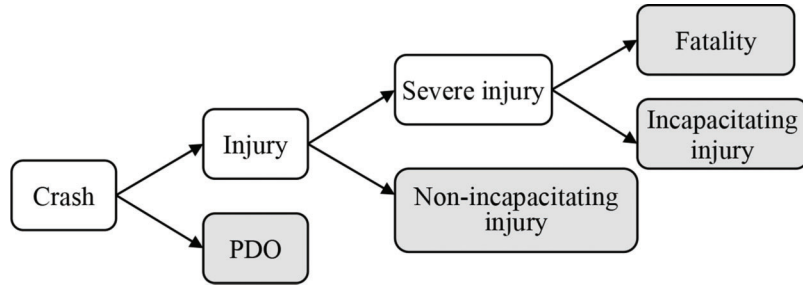 Fatality
Severe injury
Incapacitating
injury
Injury
Crash
Non-incapacitating
injury
PDO